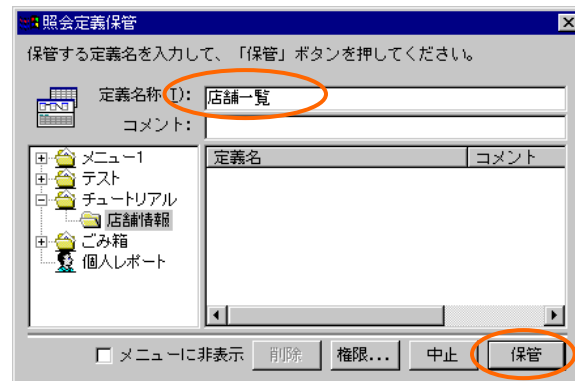 照会定義保管
保管する定義名を入力して、「保管」ボタンを押してください。
定義名称(I): 店舗一覧
コメント:
定義名 コメント
メニュー1
テスト
チュートリアル
店舗情報
ごみ箱
個人レポート
メニューに非表示 削除 権限... 中止 保管